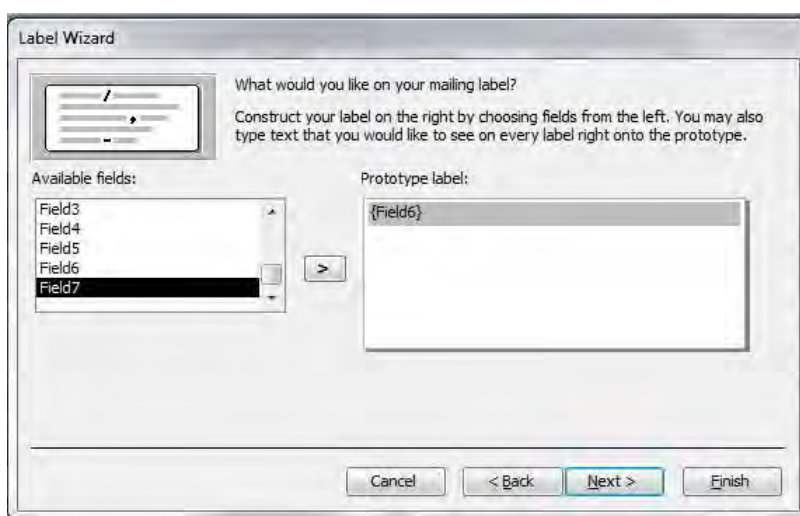 Label Wizard
What would you like on your mailing label?
Construct your label on the right by choosing fields from the left. You may also
type text that you would like to see on every label right onto the prototype.
Available fields:
Prototype label:
Field3
Field4
Field5
Field6
Field7
>
{Field6}
Cancel
< Back
Next >
Finish